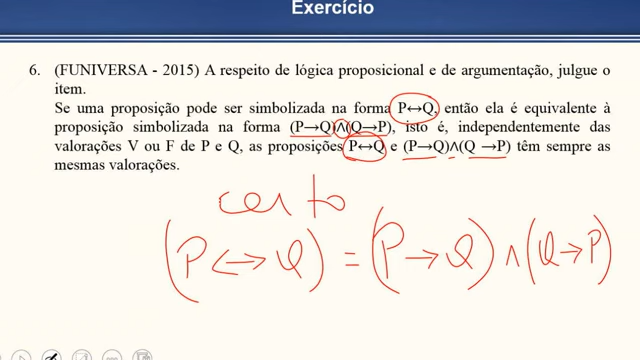 Exercício
6. (FUNIVERSA - 2015) A respeito de lógica proposicional e de argumentação, julgue o
item.
Se uma proposição pode ser simbolizada na forma P↔Q, então ela é equivalente à
proposição simbolizada na forma (P→Q)∧(Q→P), isto é, independentemente das
valorações V ou F de P e Q, as proposições P↔Q e (P→Q)∧(Q →P) têm sempre as
mesmas valorações.
certo
(P ↔ Q) = (P → Q) ∧ (Q → P)